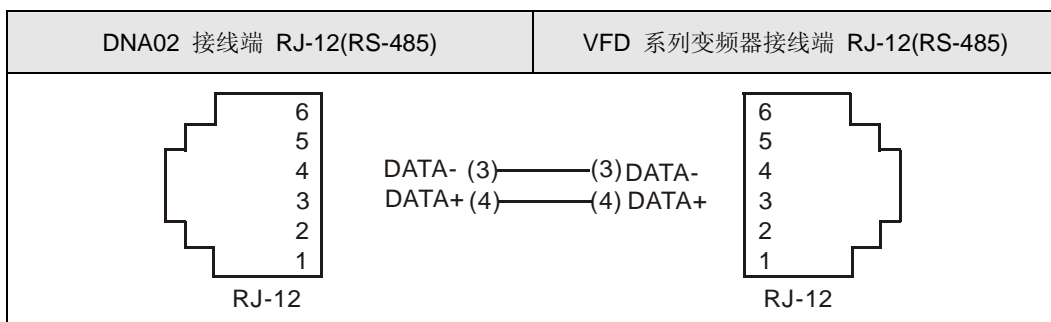 DNA02 接线端 RJ-12(RS-485)
VFD 系列变频器接线端 RJ-12(RS-485)
6
5
4
3
2
1
RJ-12
DATA- (3) (3) DATA-
DATA+ (4) (4) DATA+
6
5
4
3
2
1
RJ-12